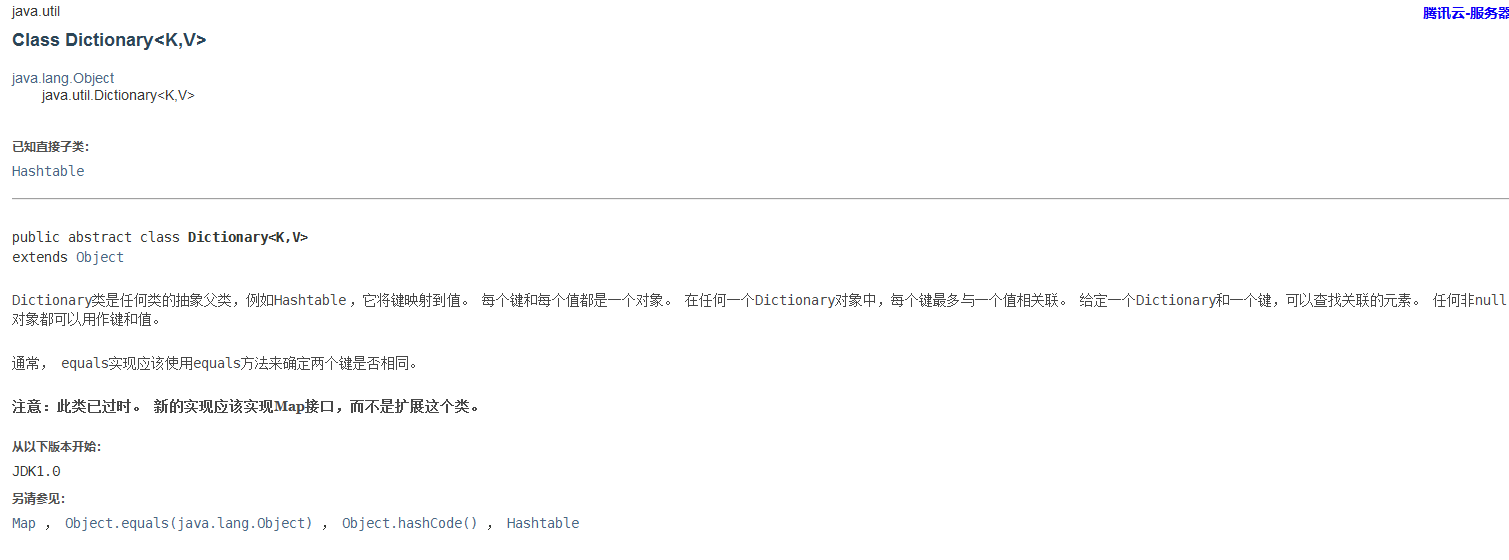 java.util
腾讯云-服务器
Class Dictionary<K,V>
java.lang.Object
java.util.Dictionary<K,V>
已知直接子类:
Hashtable
public abstract class Dictionary<K,V>
extends Object
Dictionary类是任何类的抽象父类，例如Hashtable ，它将键映射到值。 每个键和每个值都是一个对象。 在任何一个Dictionary对象中，每个键最多与一个值相关联。 给定一个Dictionary和一个键，可以查找关联的元素。 任何非null
对象都可以用作键和值。
通常， equals实现应该使用equals方法来确定两个键是否相同。
注意：此类已过时。 新的实现应该实现Map接口，而不是扩展这个类。
从以下版本开始:
JDK1.0
另请参见:
Map ， Object.equals(java.lang.Object) ， Object.hashCode() ， Hashtable